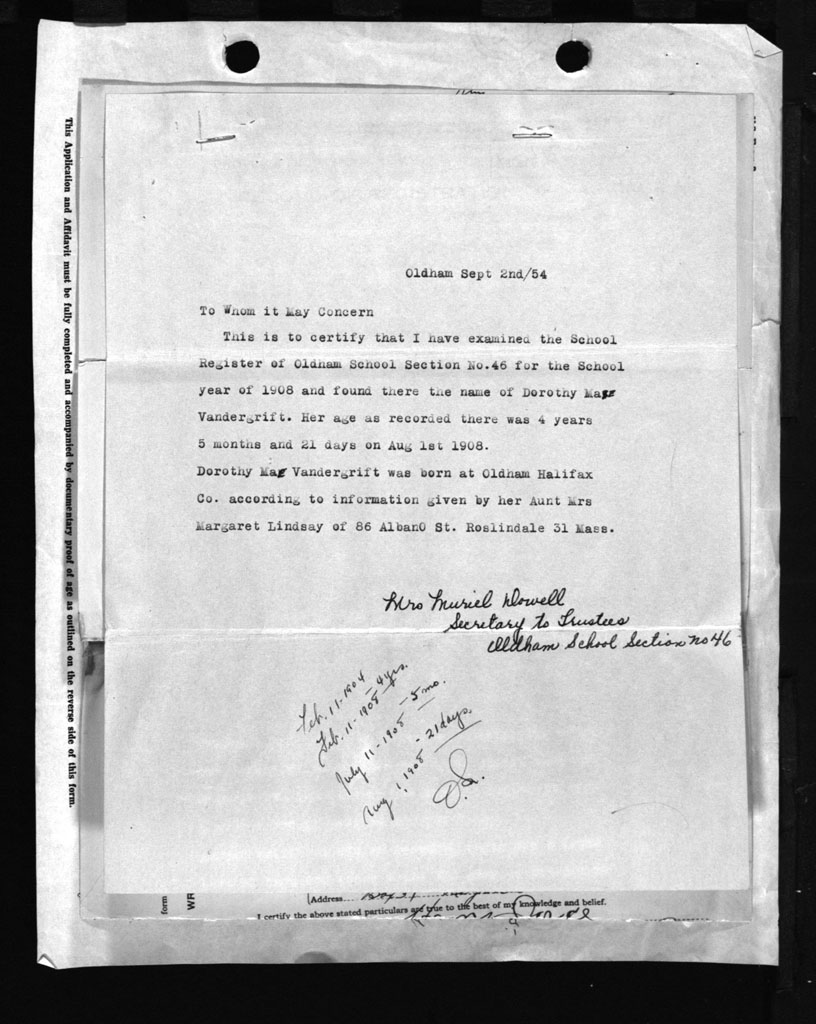 Oldham Sept 2nd/54
To Whom it May Concern
This is to certify that I have examined the School
Register of Oldham School Section No.46 for the School
year of 1908 and found there the name of Dorothy Mae
Vandergrift. Her age as recorded there was 4 years
5 months and 21 days on Aug 1st 1908.
Dorothy Mae Vandergrift was born at Oldham Halifax
Co. according to information given by her Aunt Mrs
Margaret Lindsay of 86 AlbanO St. Roslindale 31 Mass.
Mrs Muriel Dowell
Secretary to Trustees
Oldham School Section no 46
Feb. 11-1904
Feb. 11-1908 - 4 yrs.
July 11-1908 - 5 mo.
Aug 1, 1908 - 21 days.
This Application and Affidavit must be fully completed and accompanied by documentary proof of age as outlined on the reverse side of this form.
form
WR
(Address
I certify the above stated particulars are true to the best of my knowledge and belief.